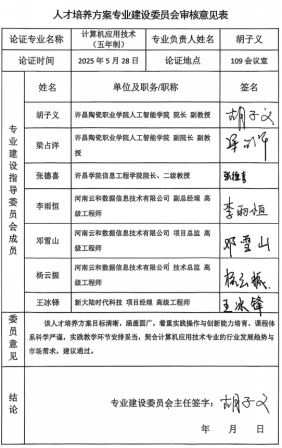 人才培养方案专业建设委员会审核意见表
论证专业名称 计算机应用技术 专业负责人姓名 胡子义
（五年制）
论证时间 2025 年 5 月 28 日 论证地点 109 会议室
专业建设指导委员会成员
姓名 单位及职务/职称 签名
胡子义 许昌陶瓷职业学院人工智能学院 院长 副教授 胡子义
梁占洋 许昌陶瓷职业学院人工智能学院 副院长 副教
授
张德喜 许昌学院信息工程学院院长、二级教授 张德喜
李雨恒 河南云和数据信息技术有限公司 副总经理 高
级工程师 李雨恒
邓雪山 河南云和数据信息技术有限公司 项目总监 高
级工程师 邓雪山
杨云振 河南云和数据信息技术有限公司 技术总监 高
级工程师 杨云振
王冰铎 新大陆时代科技 项目经理 高级工程师
委员意见
该人才培养方案目标清晰，涵盖面广，着重实践操作与创新能力培育，课程体
系科学严谨，实践教学环节安排妥当，契合计算机应用技术专业的行业发展趋势与
市场需求，建议通过。
结论
专业建设委员会主任签字：胡子义
年 月 日